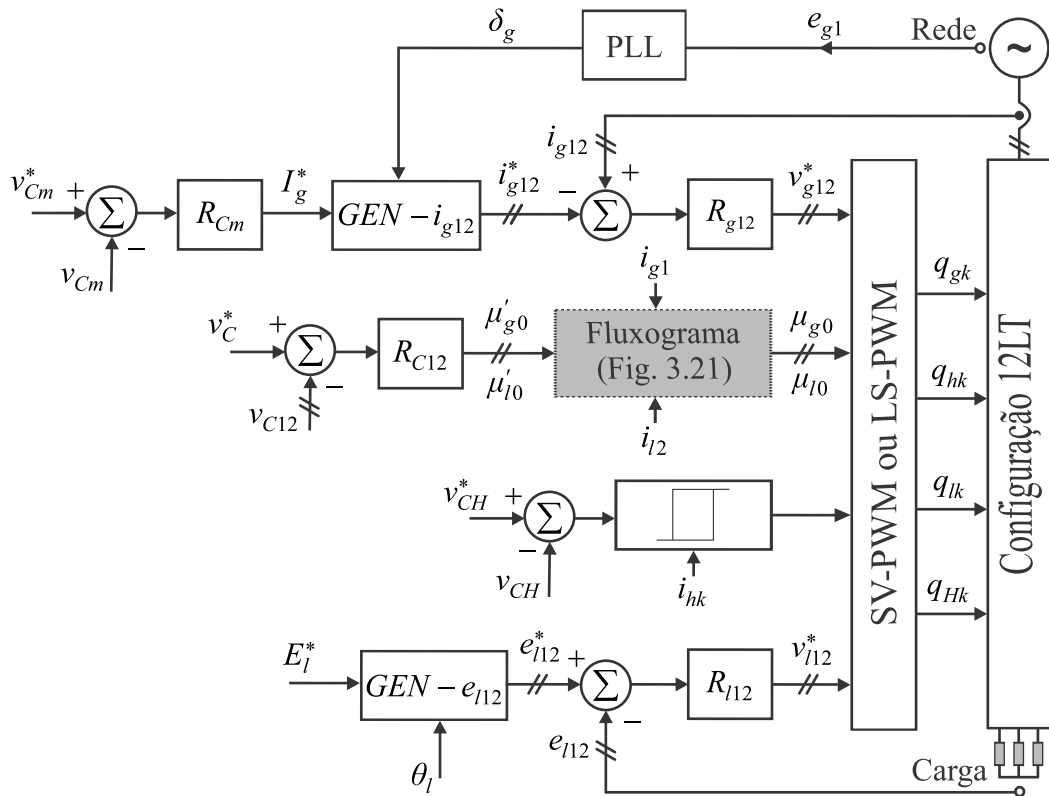 δg
PLL
eg1
Rede
~
ig12
v*Cm
+
Σ
−
vCm
RCm
I*g
GEN − ig12
i*g12
−
+
Σ
Rg12
v*g12
ig1
v*C
+
Σ
−
vC12
RC12
μ'g0
μ'l0
Fluxograma
(Fig. 3.21)
μg0
μl0
il2
v*CH
+
Σ
−
vCH
ihk
E*l
GEN − el12
θl
e*l12
+
Σ
−
el12
Rl12
v*l12
SV-PWM ou LS-PWM
qgk
qhk
qlk
qHk
Configuração 12LT
Carga